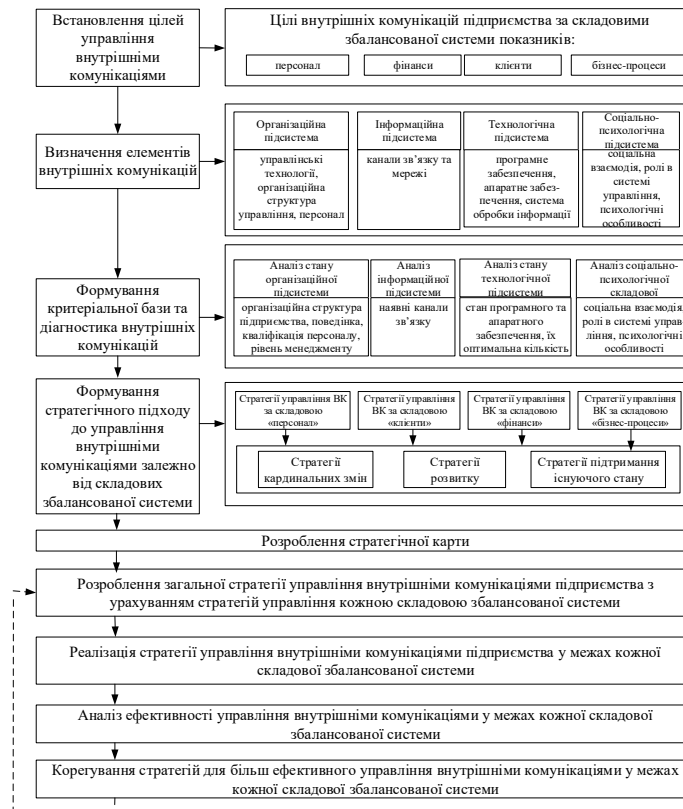 Встановлення цілей
управління
внутрішніми
комунікаціями
Цілі внутрішніх комунікацій підприємства за складовими
збалансованої системи показників:
персонал
фінанси
клієнти
бізнес-процеси
Визначення елементів
внутрішніх комунікацій
Організаційна
підсистема
управлінські
технології,
організаційна
структура
управління, персонал
Інформаційна
підсистема
канали зв’язку та
мережі
Технологічна
підсистема
програмне
забезпечення,
апаратне забез-
печення, система
обробки інформації
Соціально-
психологічна
підсистема
соціальна
взаємодія, ролі в
системі
управління,
психологічні
особливості
Формування
критеріальної бази та
діагностика внутрішніх
комунікацій
Аналіз стану
організаційної
підсистеми
організаційна структура
підприємства, поведінка,
кваліфікація персоналу,
рівень менеджменту
Аналіз
інформаційної
підсистеми
наявні канали
зв’язку
Аналіз стану
технологічної
підсистеми
стан програмного та
апаратного
забезпечення, їх
оптимальна кількість
Аналіз соціально-
психологічної
складової
соціальна взаємодія,
ролі в системі управ-
ління, психологічні
особливості
Формування
стратегічного підходу
до управління
внутрішніми
комунікаціями залежно
від складових
збалансованої системи
Стратегії управління ВК
за складовою
«персонал»
Стратегії управління
ВК за складовою
«клієнти»
Стратегії управління
ВК за складовою
«фінанси»
Стратегії управління
ВК за складовою
«бізнес-процеси»
Стратегії
кардинальних змін
Стратегії
розвитку
Стратегії підтримання
існуючого стану
Розроблення стратегічної карти
Розроблення загальної стратегії управління внутрішніми комунікаціями підприємства з
урахуванням стратегій управління кожною складовою збалансованої системи
Реалізація стратегії управління внутрішніми комунікаціями підприємства у межах кожної
складової збалансованої системи
Аналіз ефективності управління внутрішніми комунікаціями у межах кожної складової
збалансованої системи
Корегування стратегій для більш ефективного управління внутрішніми комунікаціями у межах
кожної складової збалансованої системи